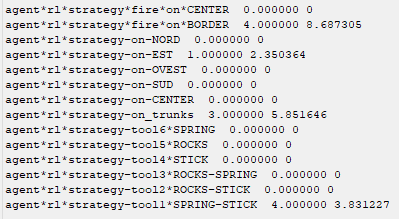 agent*rl*strategy*fire*on*CENTER  0.000000 0
agent*rl*strategy*fire*on*BORDER  4.000000 8.687305
agent*rl*strategy-on-NORD  0.000000 0
agent*rl*strategy-on-EST  1.000000 2.350364
agent*rl*strategy-on-OVEST  0.000000 0
agent*rl*strategy-on-SUD  0.000000 0
agent*rl*strategy-on-CENTER  0.000000 0
agent*rl*strategy-on_trunks  3.000000 5.851646
agent*rl*strategy-tool6*SPRING  0.000000 0
agent*rl*strategy-tool5*ROCKS  0.000000 0
agent*rl*strategy-tool4*STICK  0.000000 0
agent*rl*strategy-tool3*ROCKS-SPRING  0.000000 0
agent*rl*strategy-tool2*ROCKS-STICK  0.000000 0
agent*rl*strategy-tool1*SPRING-STICK  4.000000 3.831227